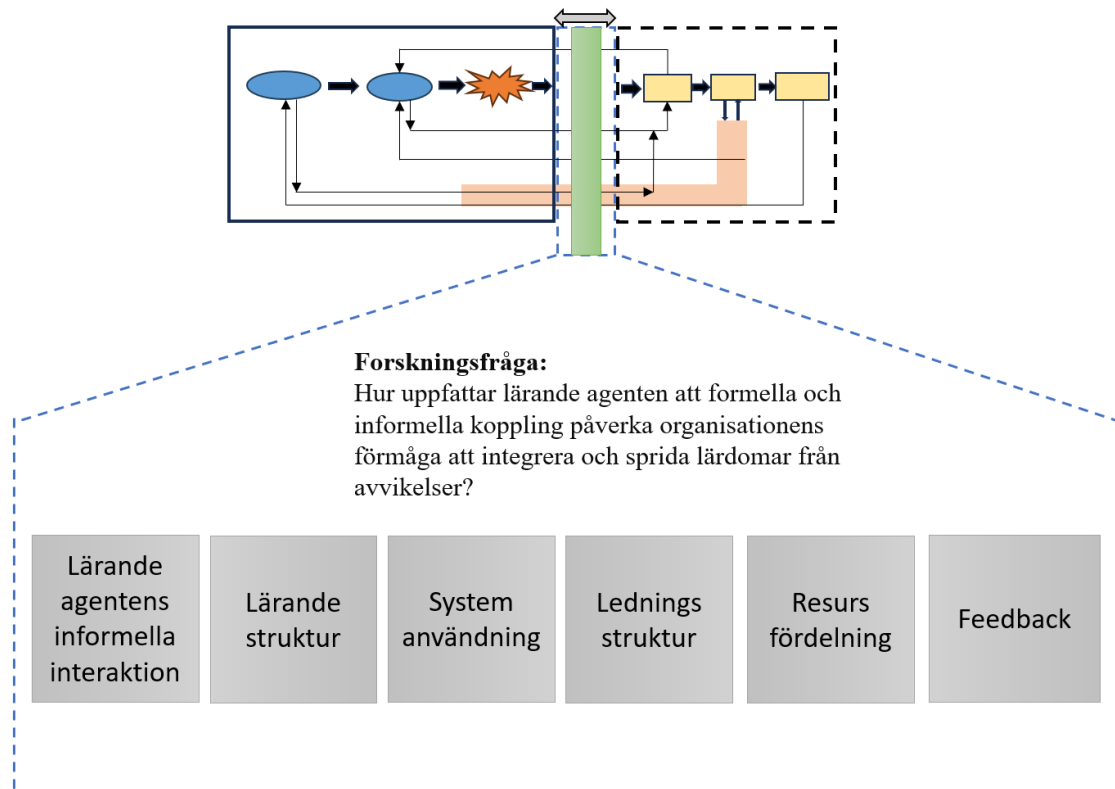 Forskningsfråga:
Hur uppfattar lärande agenten att formella och
informella koppling påverka organisationens
förmåga att integrera och sprida lärdomar från
avvikelser?
Lärande
agentens
informella
interaktion
Lärande
struktur
System
användning
Lednings
struktur
Resurs
fördelning
Feedback